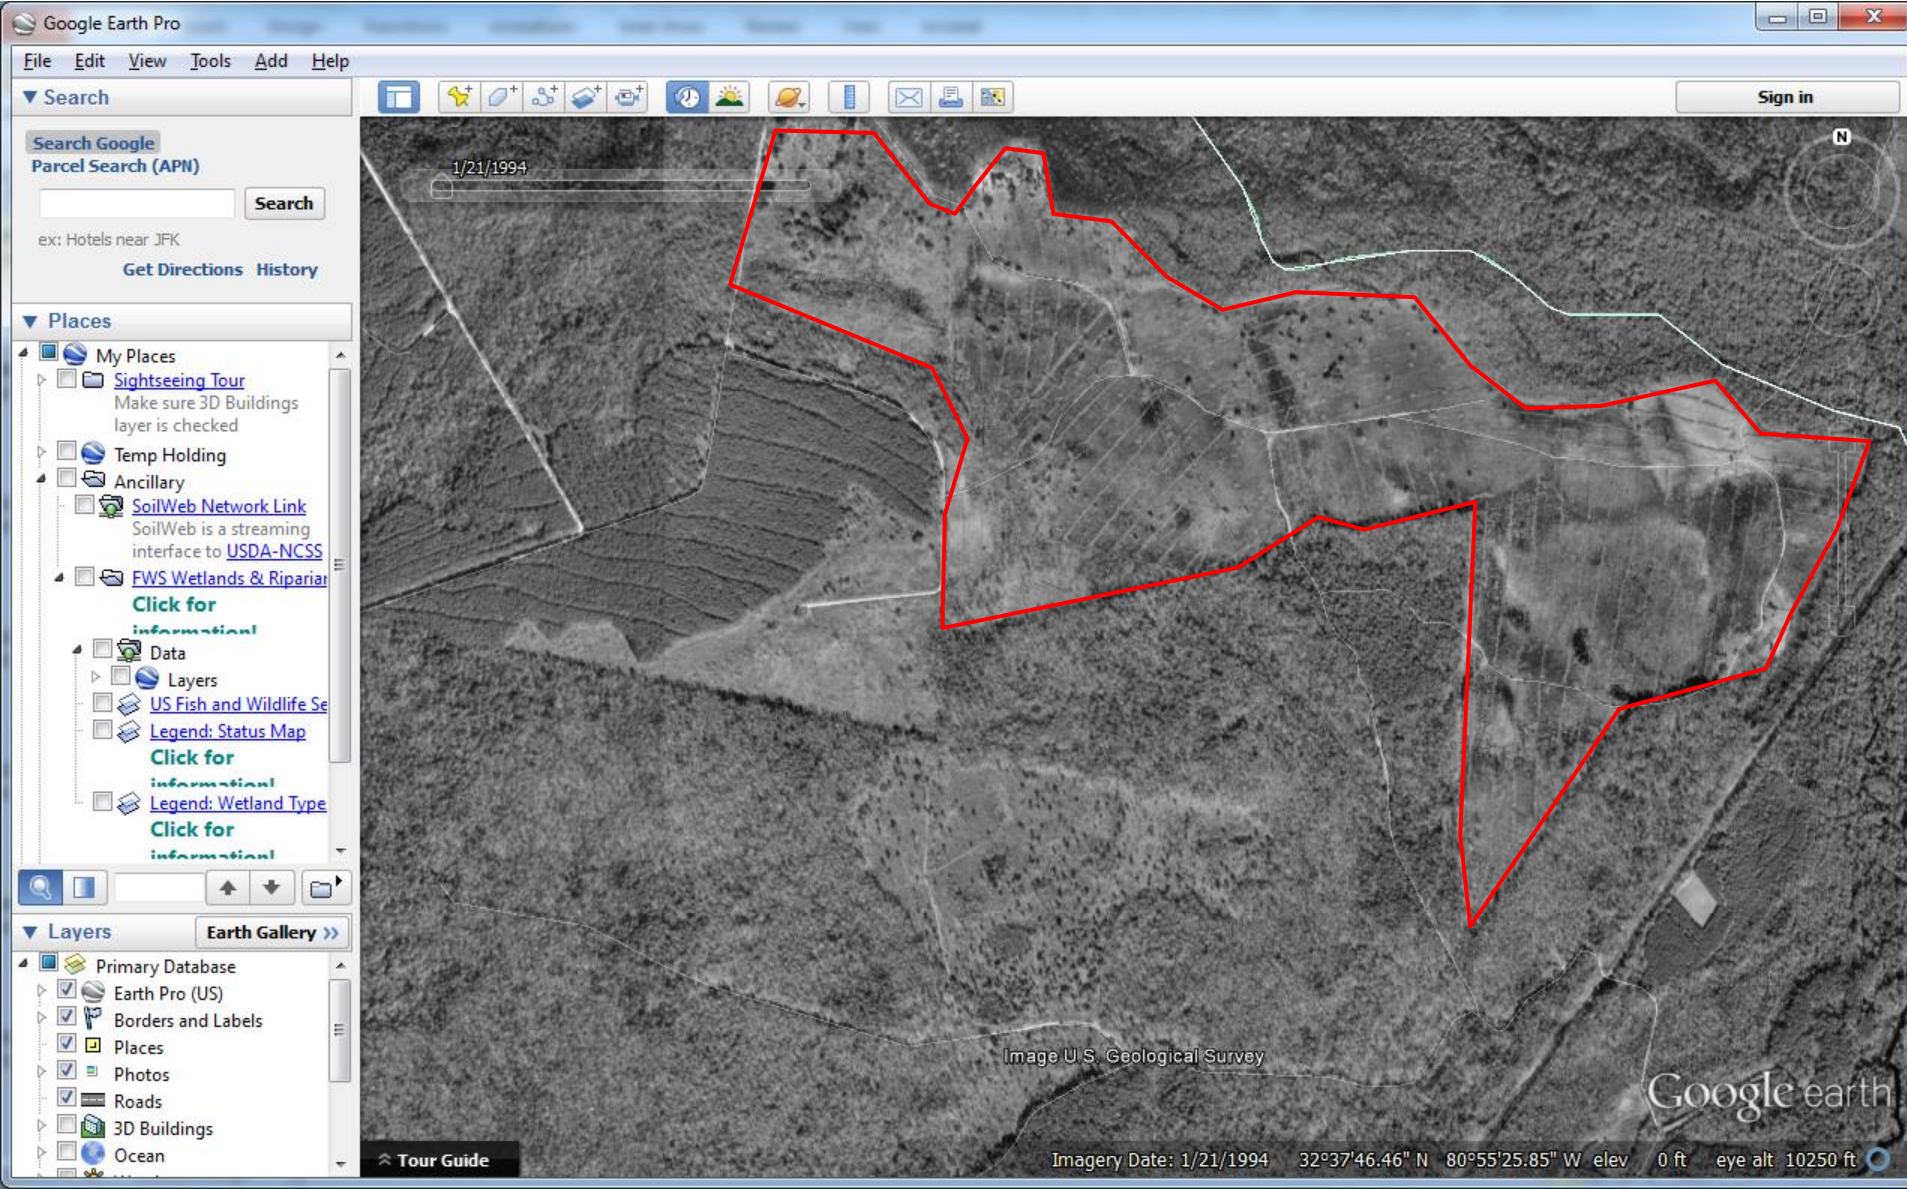 Google Earth Pro
File Edit View Tools Add Help
Search
Sign in
Search Google
Parcel Search (APN)
Search
ex: Hotels near JFK
Get Directions History
Places
My Places
Sightseeing Tour
Make sure 3D Buildings
layer is checked
Temp Holding
Ancillary
SoilWeb Network Link
SoilWeb is a streaming
interface to USDA-NCSS
FWS Wetlands & Riparian
Click for
information!
Data
Layers
US Fish and Wildlife Se
Legend: Status Map
Click for
information!
Legend: Wetland Type
Click for
information!
Layers
Earth Gallery >>
Primary Database
Earth Pro (US)
Borders and Labels
Places
Photos
Roads
3D Buildings
Ocean
1/21/1994
N
Image U.S. Geological Survey
Google earth
Tour Guide
Imagery Date: 1/21/1994 32°37'46.46" N 80°55'25.85" W elev 0 ft eye alt 10250 ft